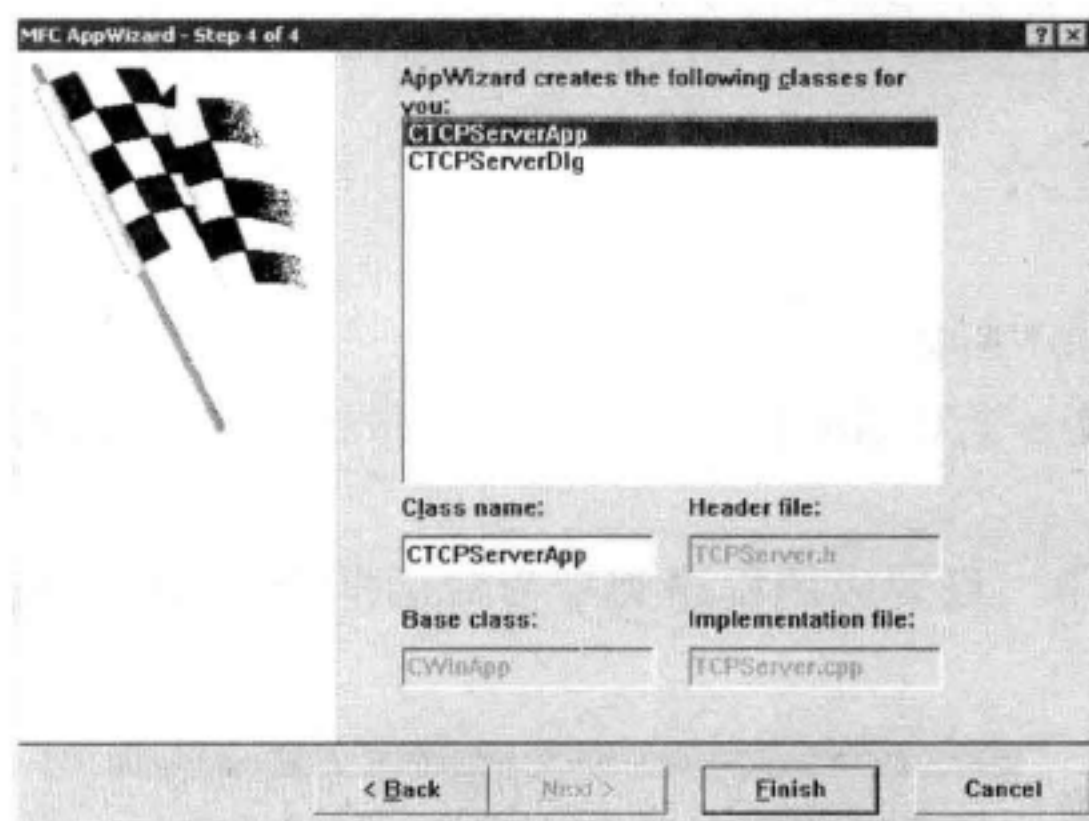 MFC AppWizard - Step 4 of 4
AppWizard creates the following classes for
you:
CTCPServerApp
CTCPServerDlg
Class name:
Header file:
CTCPServerApp
TCPServer.h
Base class:
Implementation file:
CWinApp
TCPServer.cpp
< Back
Next >
Finish
Cancel